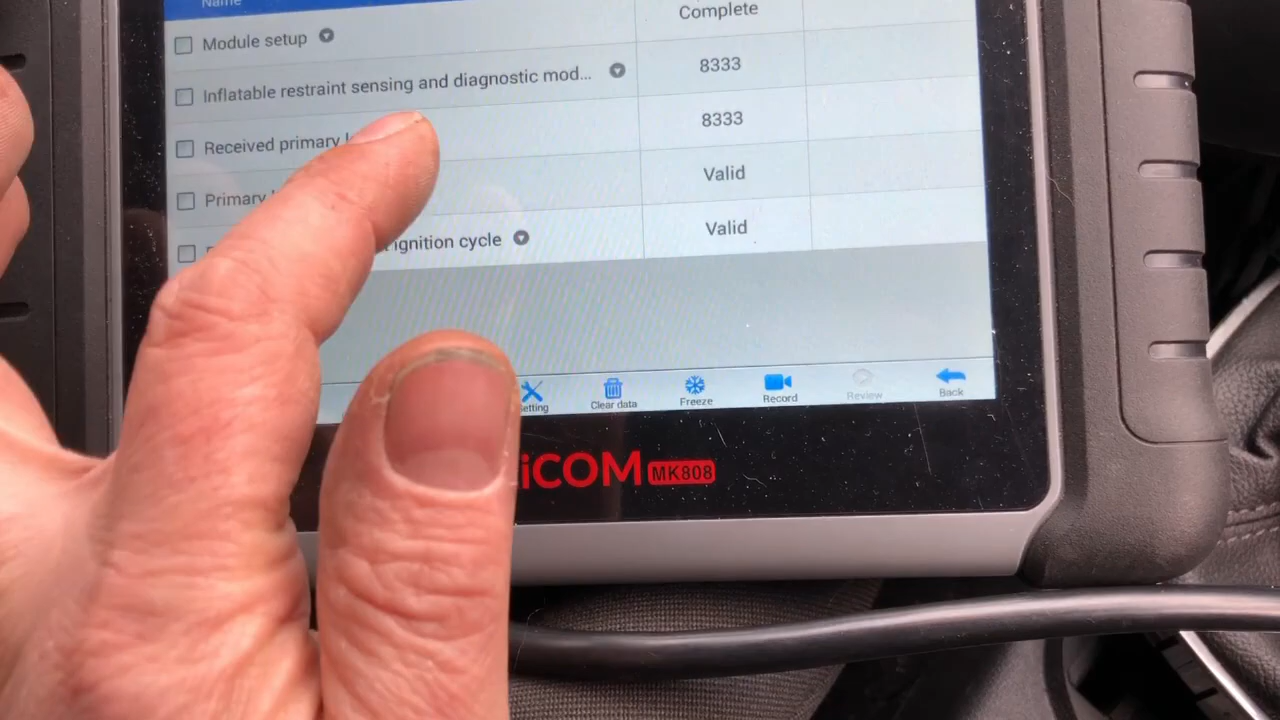 Name
Module setup
Complete
Inflatable restraint sensing and diagnostic mod...
8333
Received primary
8333
Primary
Valid
ignition cycle
Valid
Clear data
Freeze
Record
Review
Back
iCOM MK808